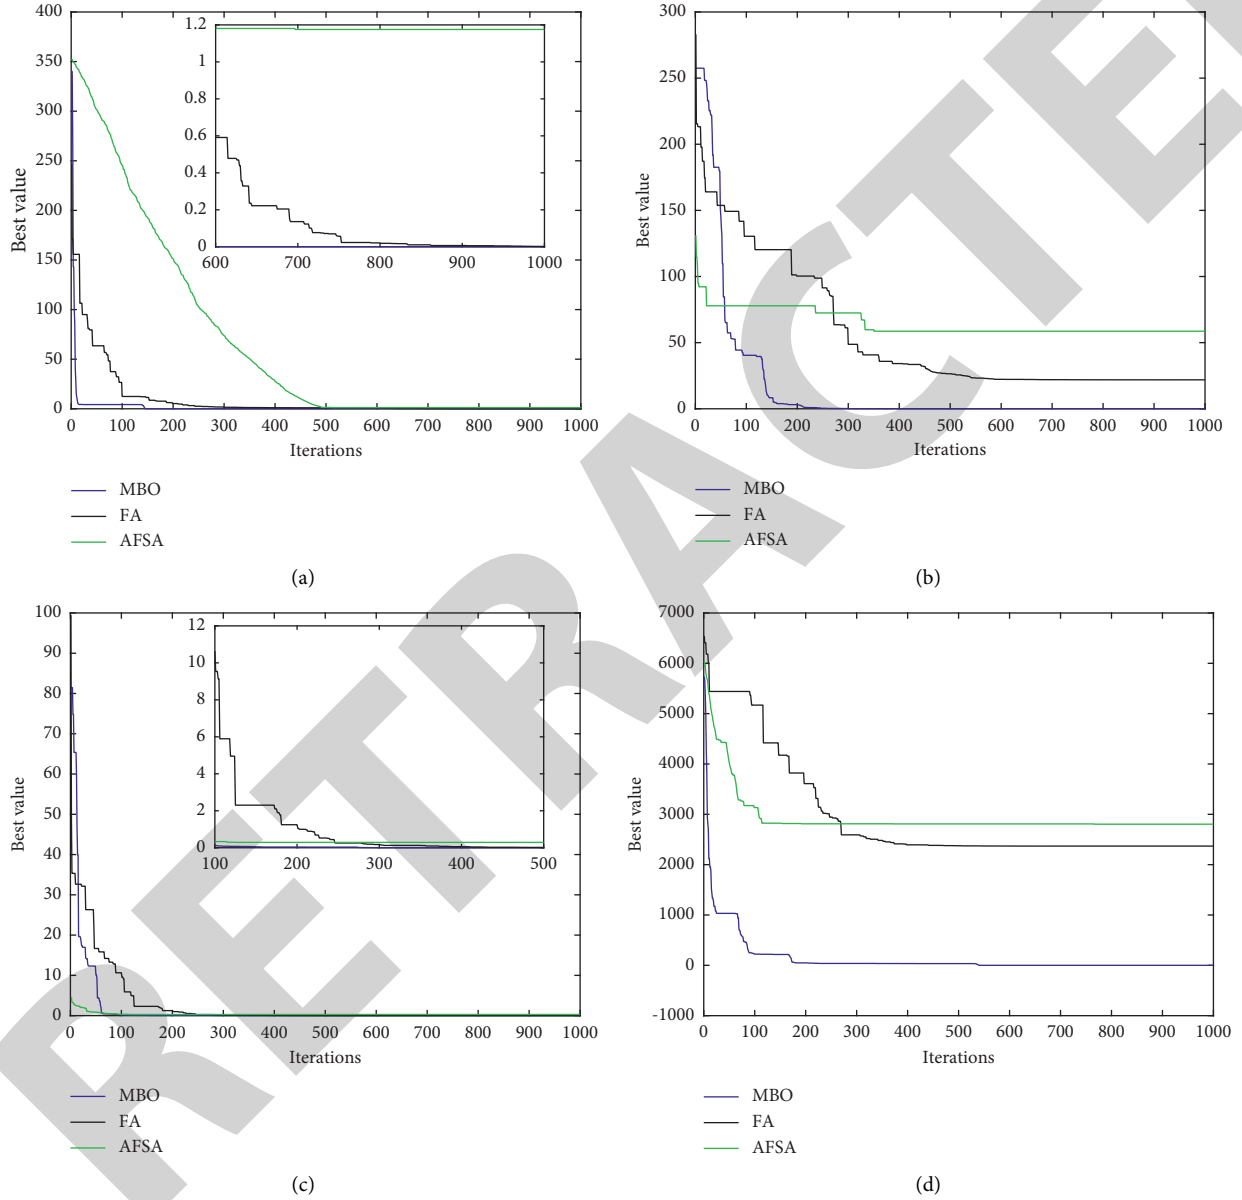 400
350
300
250
200
150
100
50
0
Best value
1.2
1
0.8
0.6
0.4
0.2
0
600 700 800 900 1000
0 100 200 300 400 500 600 700 800 900 1000
Iterations
MBO
FA
AFSA
(a)
300
250
200
150
100
50
0
Best value
0 100 200 300 400 500 600 700 800 900 1000
Iterations
MBO
FA
AFSA
(b)
100
90
80
70
60
50
40
30
20
10
0
Best value
12
10
8
6
4
2
0
100 200 300 400 500
0 100 200 300 400 500 600 700 800 900 1000
Iterations
MBO
FA
AFSA
(c)
7000
6000
5000
4000
3000
2000
1000
0
-1000
Best value
0 100 200 300 400 500 600 700 800 900 1000
Iterations
MBO
FA
AFSA
(d)
RETRACTE